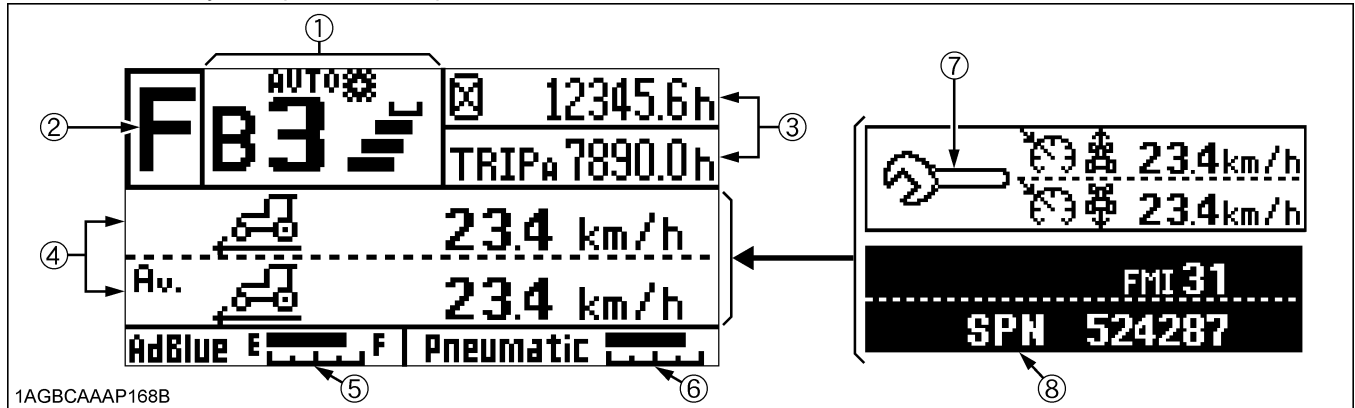 ①
AUTO
② F B3 12345.6h ③
TRIP A 7890.0h
④ 23.4 km/h
Av. 23.4 km/h
AdBlue E F Pneumatic
⑤ ⑥
⑦
23.4km/h
23.4km/h
FMI 31
SPN 524287
⑧
1AGBCAAAP168B